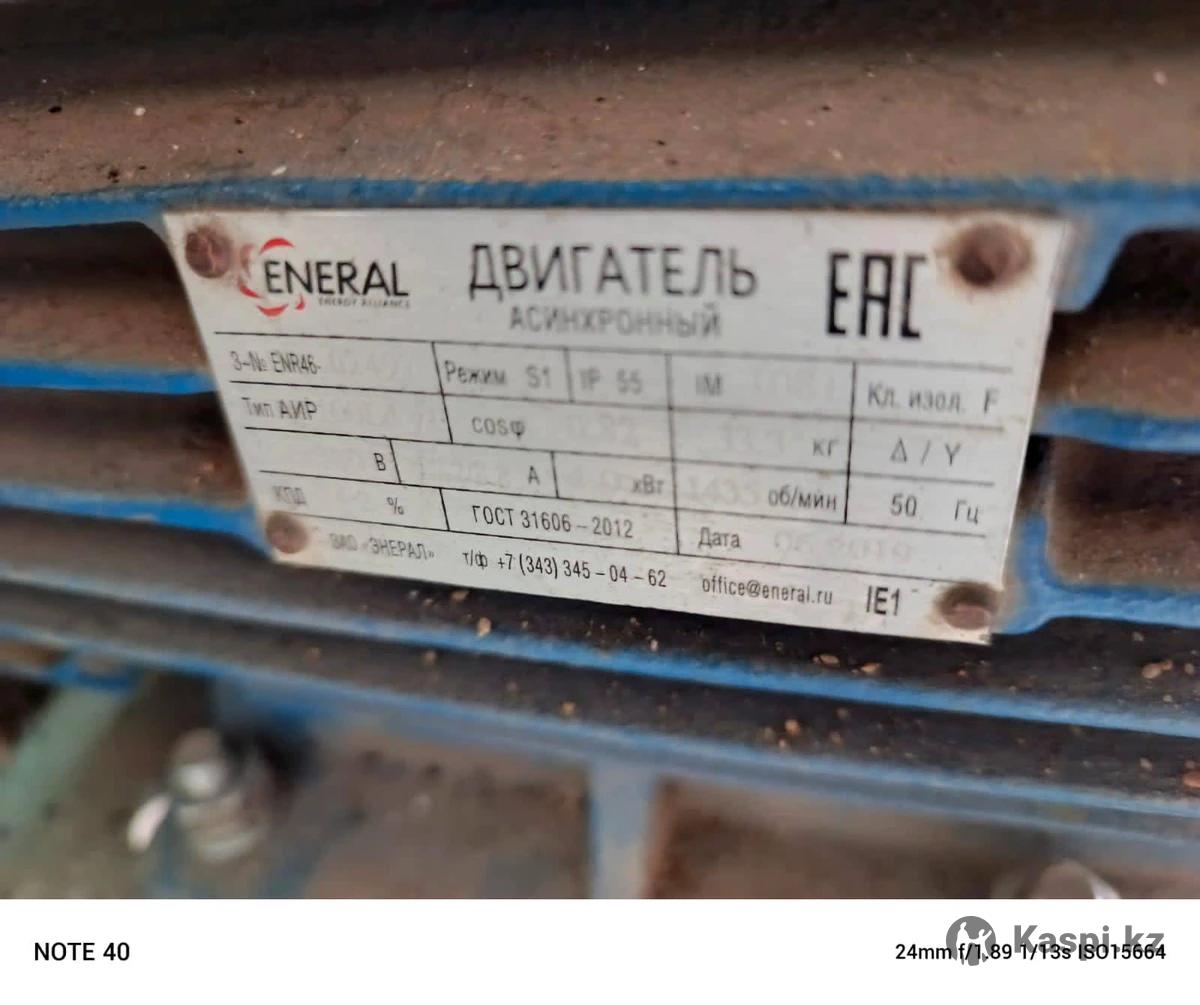 ENERAL
ENERGY ALLIANCE
ДВИГАТЕЛЬ
АСИНХРОННЫЙ
EAC
З-№ ENR46- Режим S1 IP 55 IM Кл. изол. F
Тип АИР cosφ кг Δ / Y
В А кВт 1435 об/мин 50 Гц
КПД % ГОСТ 31606-2012 Дата
ЗАО «ЭНЕРАЛ» т/ф +7 (343) 345-04-62 office@eneral.ru IE1
NOTE 40
24mm f/1.89 1/13s ISO15664
Kaspi.kz